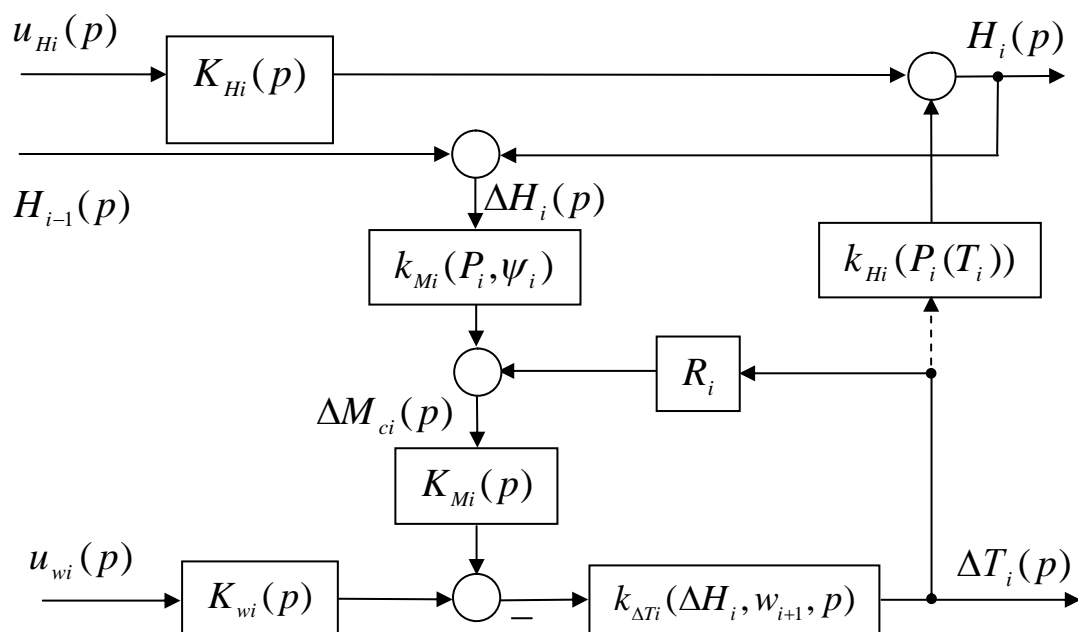 u_{Hi}(p)
H_i(p)
K_{Hi}(p)
H_{i-1}(p)
ΔH_i(p)
k_{Mi}(P_i,ψ_i)
k_{Hi}(P_i(T_i))
R_i
ΔM_{ci}(p)
K_{Mi}(p)
u_{wi}(p)
ΔT_i(p)
K_{wi}(p)
–
k_{ΔTi}(ΔH_i,w_{i+1},p)